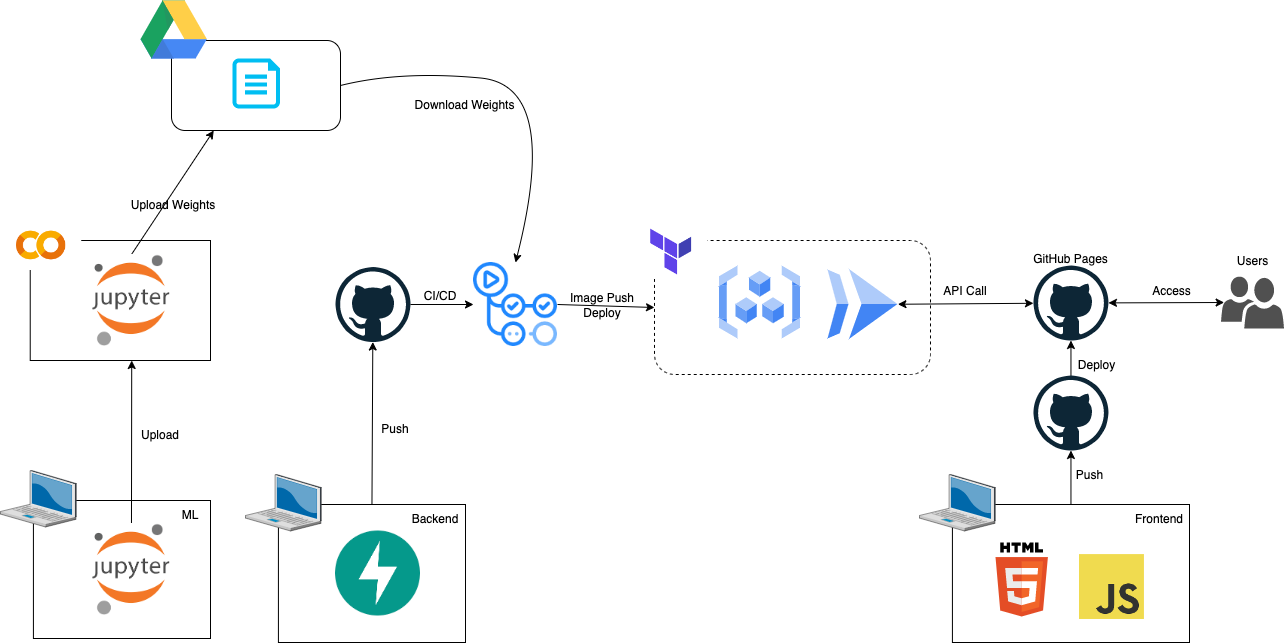 Download Weights
Upload Weights
jupyter
CI/CD
Image Push
Deploy
API Call
GitHub Pages
Access
Users
Deploy
Upload
Push
Push
ML
jupyter
Backend
Frontend
HTML
5
JS